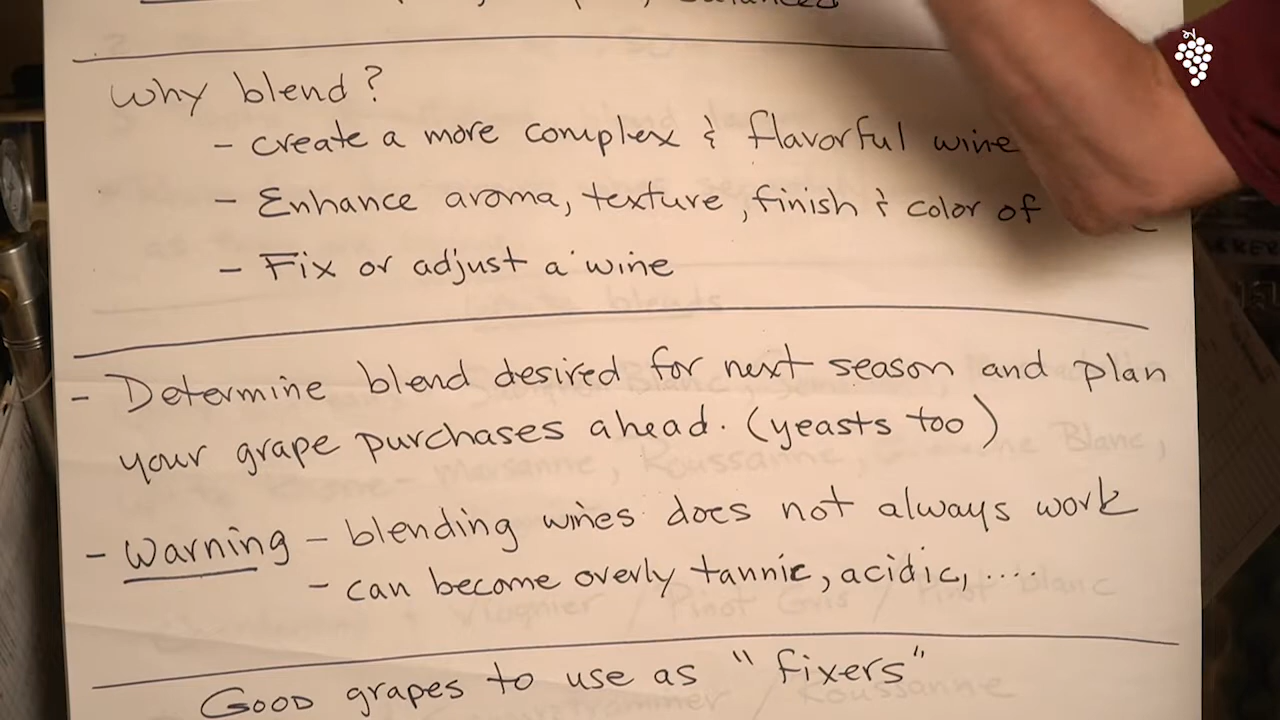 balanced
Why blend?
- create a more complex & flavorful wine
- Enhance aroma, texture, finish & color of
- Fix or adjust a wine
- Determine blend desired for next season and plan
your grape purchases ahead. (yeasts too)
- Warning - blending wines does not always work
- can become overly tannic, acidic, ....
Good grapes to use as "fixers"